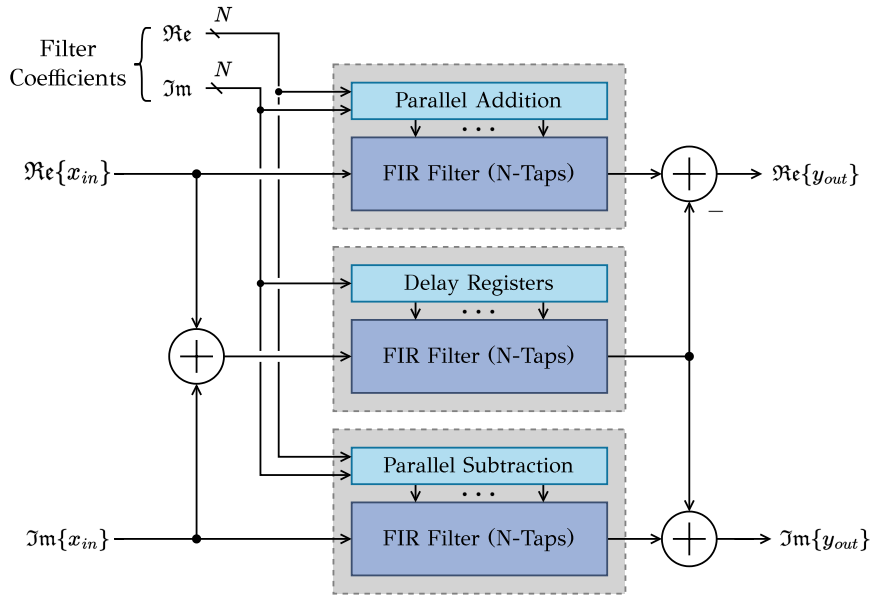 N
Filter
Coefficients
ℜ𝔢
N
ℑ𝔪
Parallel Addition
• • •
ℜ𝔢{x_in}
FIR Filter (N-Taps)
ℜ𝔢{y_out}
−
Delay Registers
• • •
FIR Filter (N-Taps)
Parallel Subtraction
• • •
ℑ𝔪{x_in}
FIR Filter (N-Taps)
ℑ𝔪{y_out}